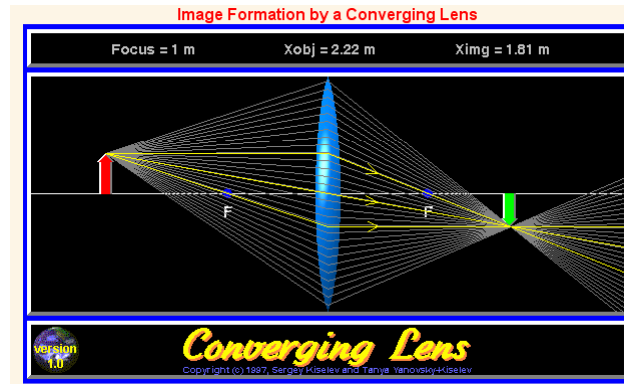 Image Formation by a Converging Lens
Focus = 1 m Xobj = 2.22 m Ximg = 1.81 m
F F
version
1.0
Converging Lens
Copyright (c) 1997, Sergey Kiselev and Tanya Yanovsky-Kiselev